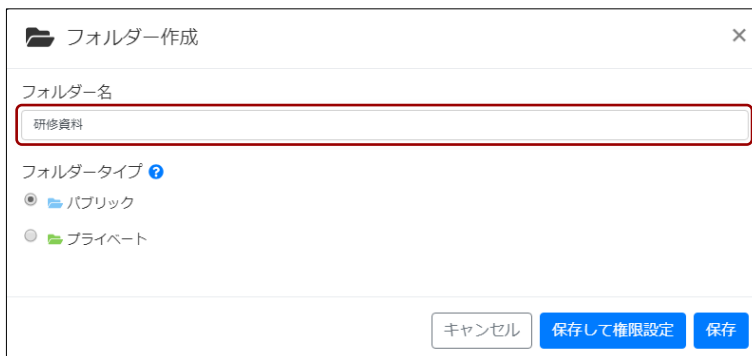 フォルダー作成
フォルダー名
研修資料
フォルダータイプ
パブリック
プライベート
キャンセル 保存して権限設定 保存